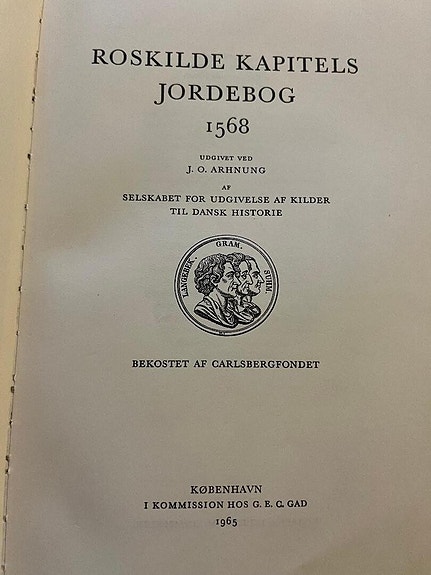 ROSKILDE KAPITELS
JORDEBOG
1568
UDGIVET VED
J. O. ARHNUNG
AF
SELSKABET FOR UDGIVELSE AF KILDER
TIL DANSK HISTORIE
LANGEBEK. GRAM. SUHM.
BEKOSTET AF CARLSBERGFONDET
KØBENHAVN
I KOMMISSION HOS G. E. C. GAD
1965